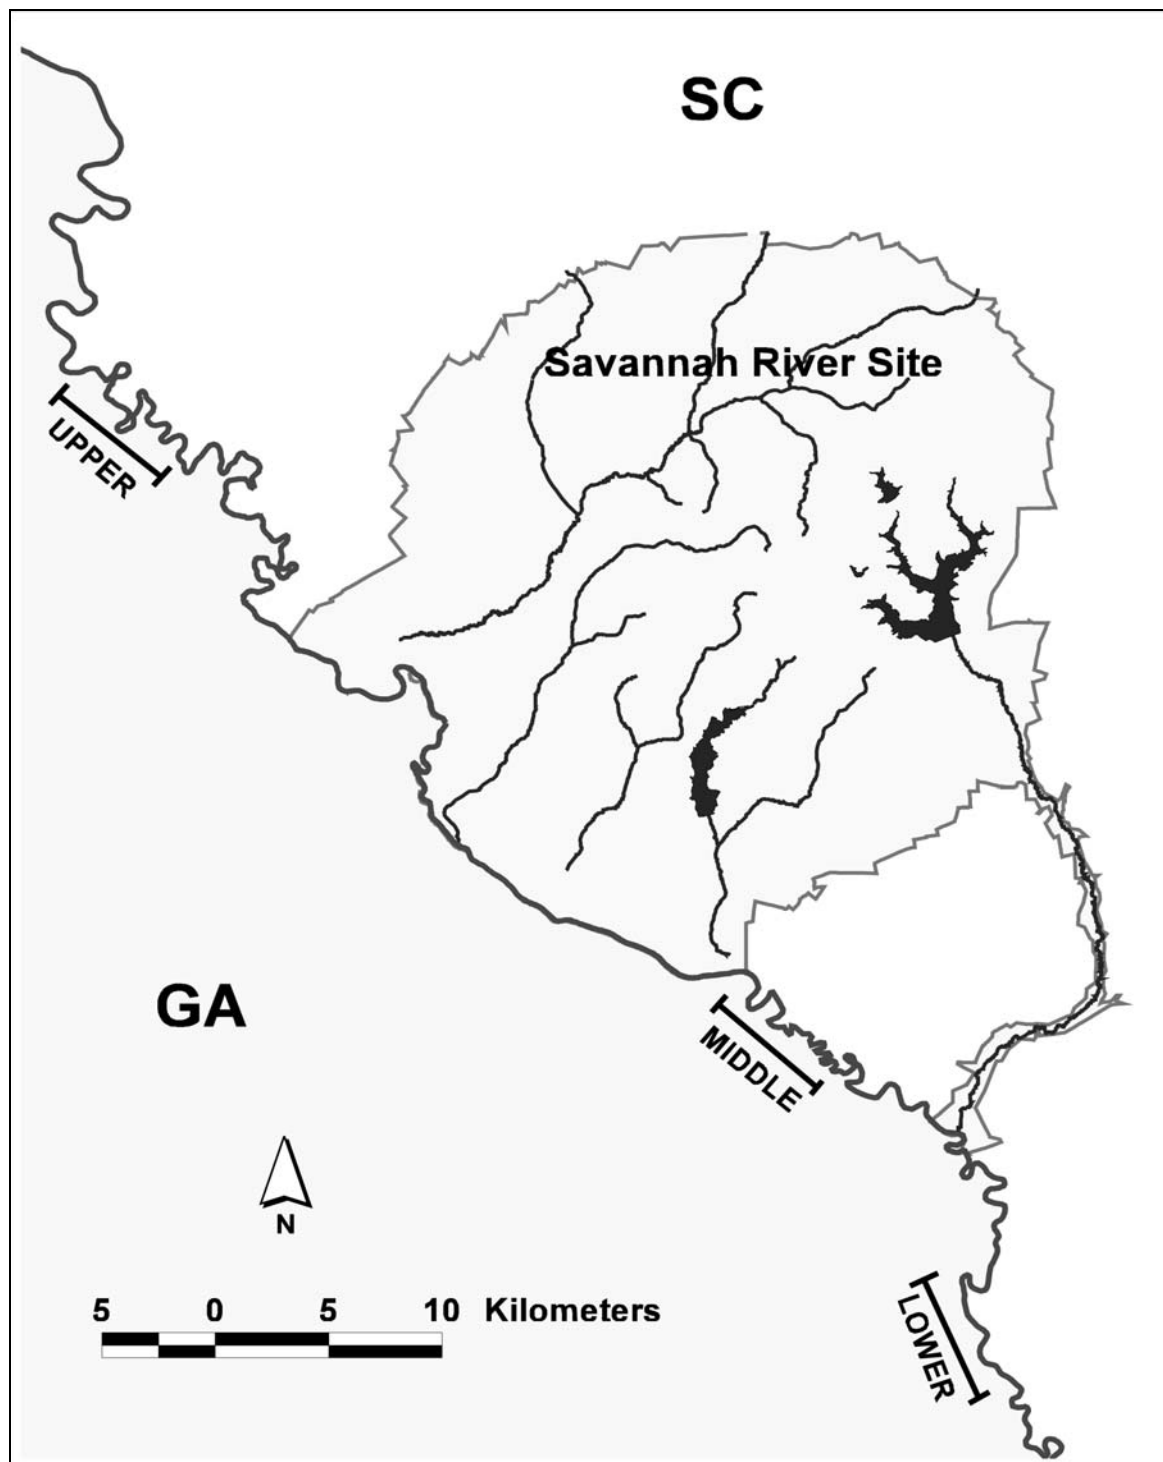 SC
Savannah River Site
UPPER
GA
MIDDLE
N
5 0 5 10 Kilometers
LOWER